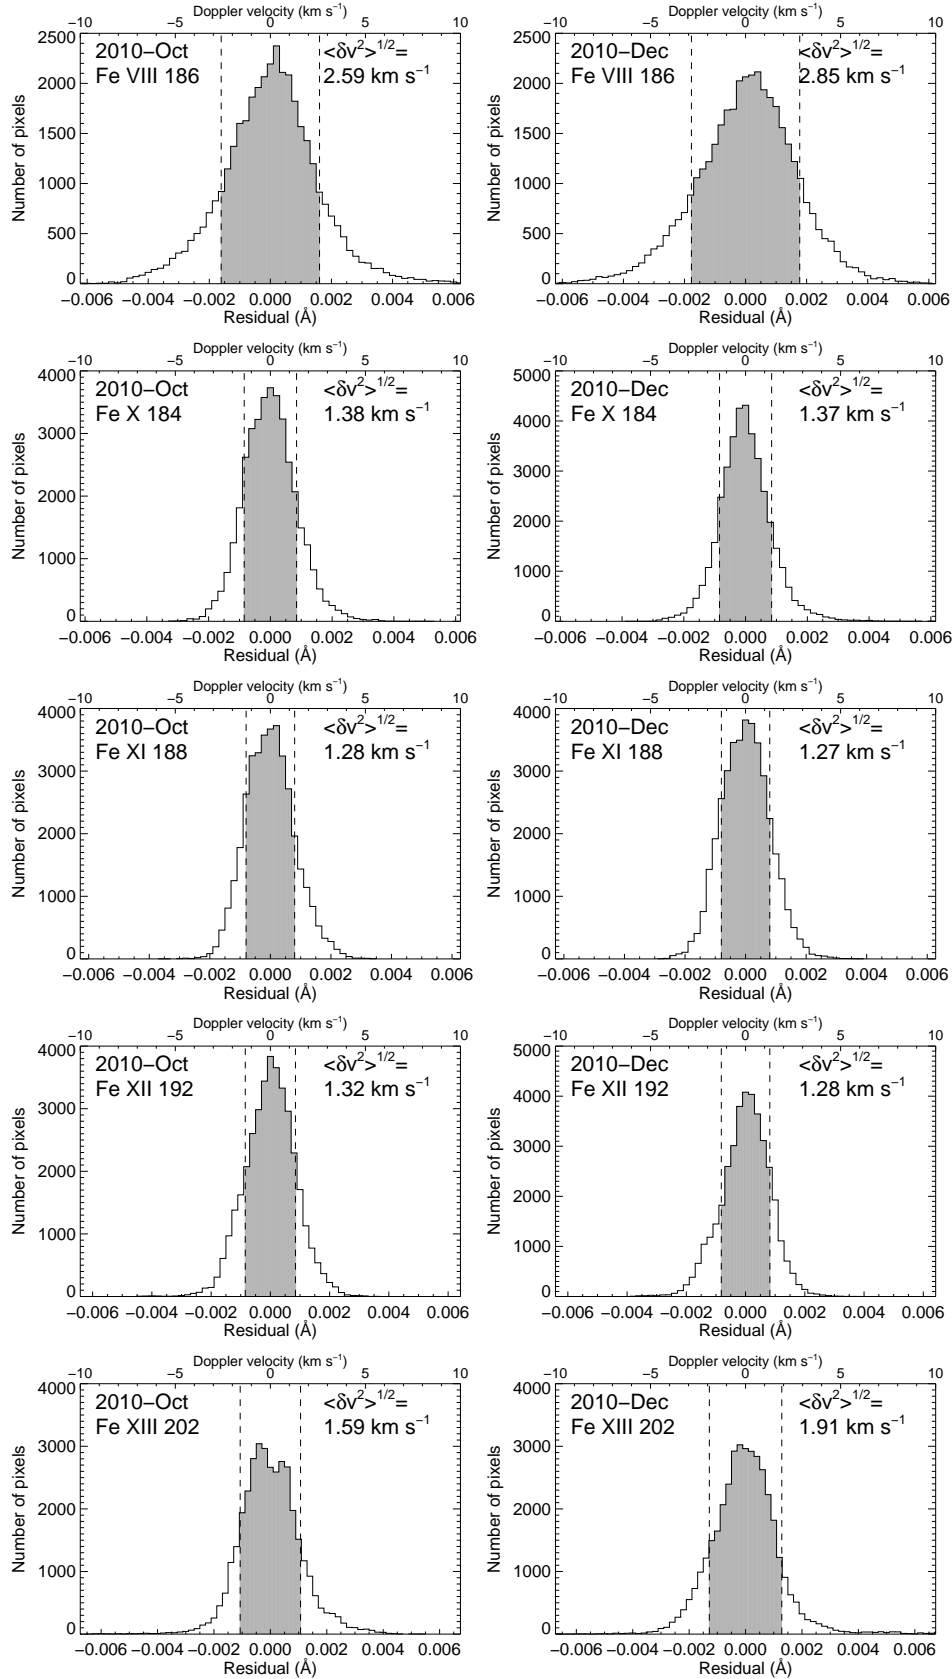 Doppler velocity (km s⁻¹)
−10 −5 0 5 10
2010−Oct <δv²>¹ᐟ²=
Fe VIII 186 2.59 km s⁻¹
Number of pixels
2500
2000
1500
1000
500
0
−0.006 −0.004 −0.002 0.000 0.002 0.004 0.006
Residual (Å)
Doppler velocity (km s⁻¹)
−10 −5 0 5 10
2010−Dec <δv²>¹ᐟ²=
Fe VIII 186 2.85 km s⁻¹
Number of pixels
2500
2000
1500
1000
500
0
−0.006 −0.004 −0.002 0.000 0.002 0.004 0.006
Residual (Å)
Doppler velocity (km s⁻¹)
−10 −5 0 5 10
2010−Oct <δv²>¹ᐟ²=
Fe X 184 1.38 km s⁻¹
Number of pixels
4000
3000
2000
1000
0
−0.006 −0.004 −0.002 0.000 0.002 0.004 0.006
Residual (Å)
Doppler velocity (km s⁻¹)
−10 −5 0 5 10
2010−Dec <δv²>¹ᐟ²=
Fe X 184 1.37 km s⁻¹
Number of pixels
5000
4000
3000
2000
1000
0
−0.006 −0.004 −0.002 0.000 0.002 0.004 0.006
Residual (Å)
Doppler velocity (km s⁻¹)
−10 −5 0 5 10
2010−Oct <δv²>¹ᐟ²=
Fe XI 188 1.28 km s⁻¹
Number of pixels
4000
3000
2000
1000
0
−0.006 −0.004 −0.002 0.000 0.002 0.004 0.006
Residual (Å)
Doppler velocity (km s⁻¹)
−10 −5 0 5 10
2010−Dec <δv²>¹ᐟ²=
Fe XI 188 1.27 km s⁻¹
Number of pixels
4000
3000
2000
1000
0
−0.006 −0.004 −0.002 0.000 0.002 0.004 0.006
Residual (Å)
Doppler velocity (km s⁻¹)
−10 −5 0 5 10
2010−Oct <δv²>¹ᐟ²=
Fe XII 192 1.32 km s⁻¹
Number of pixels
4000
3000
2000
1000
0
−0.006 −0.004 −0.002 0.000 0.002 0.004 0.006
Residual (Å)
Doppler velocity (km s⁻¹)
−10 −5 0 5 10
2010−Dec <δv²>¹ᐟ²=
Fe XII 192 1.28 km s⁻¹
Number of pixels
5000
4000
3000
2000
1000
0
−0.006 −0.004 −0.002 0.000 0.002 0.004 0.006
Residual (Å)
Doppler velocity (km s⁻¹)
−10 −5 0 5 10
2010−Oct <δv²>¹ᐟ²=
Fe XIII 202 1.59 km s⁻¹
Number of pixels
4000
3000
2000
1000
0
−0.006 −0.004 −0.002 0.000 0.002 0.004 0.006
Residual (Å)
Doppler velocity (km s⁻¹)
−10 −5 0 5 10
2010−Dec <δv²>¹ᐟ²=
Fe XIII 202 1.91 km s⁻¹
Number of pixels
4000
3000
2000
1000
0
−0.006 −0.004 −0.002 0.000 0.002 0.004 0.006
Residual (Å)